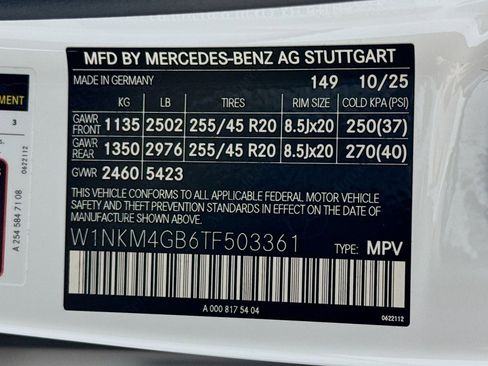 MFD BY MERCEDES-BENZ AG STUTTGART
MADE IN GERMANY 149 10/25
KG LB TIRES RIM SIZE COLD KPA (PSI)
GAWR FRONT 1135 2502 255/45 R20 8.5Jx20 250(37)
GAWR REAR 1350 2976 255/45 R20 8.5Jx20 270(40)
GVWR 2460 5423
THIS VEHICLE CONFORMS TO ALL APPLICABLE FEDERAL MOTOR VEHICLE
SAFETY AND THEFT PREVENTION STANDARDS IN EFFECT ON THE DATE
OF MANUFACTURE SHOWN ABOVE.
W1NKM4GB6TF503361 TYPE: MPV
A 000 817 54 04
0622112
3
0622112
A 254 584 71 08